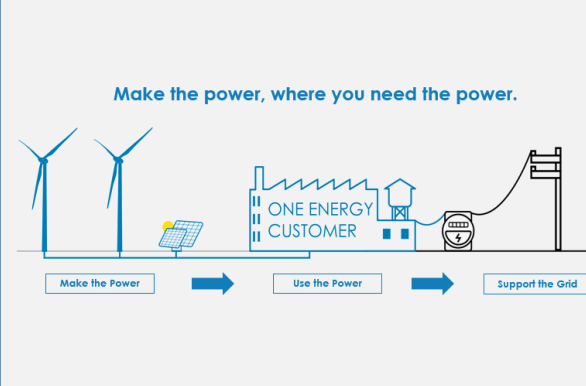 Make the power, where you need the power.
ONE ENERGY
CUSTOMER
Make the Power
Use the Power
Support the Grid